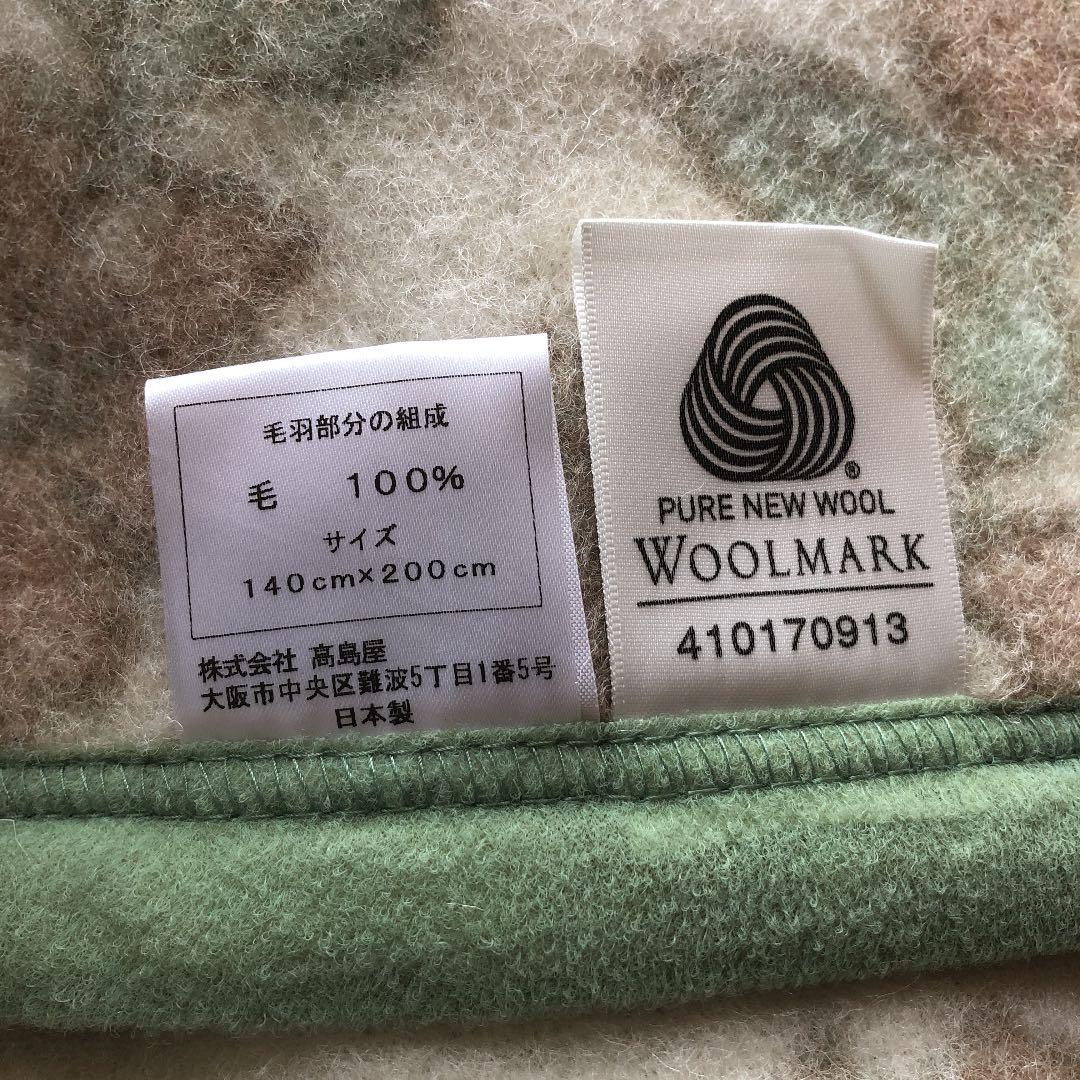 毛羽部分の組成
毛 100%
サイズ
140cm×200cm
株式会社 高島屋
大阪市中央区難波5丁目1番5号
日本製
®
PURE NEW WOOL
WOOLMARK
410170913